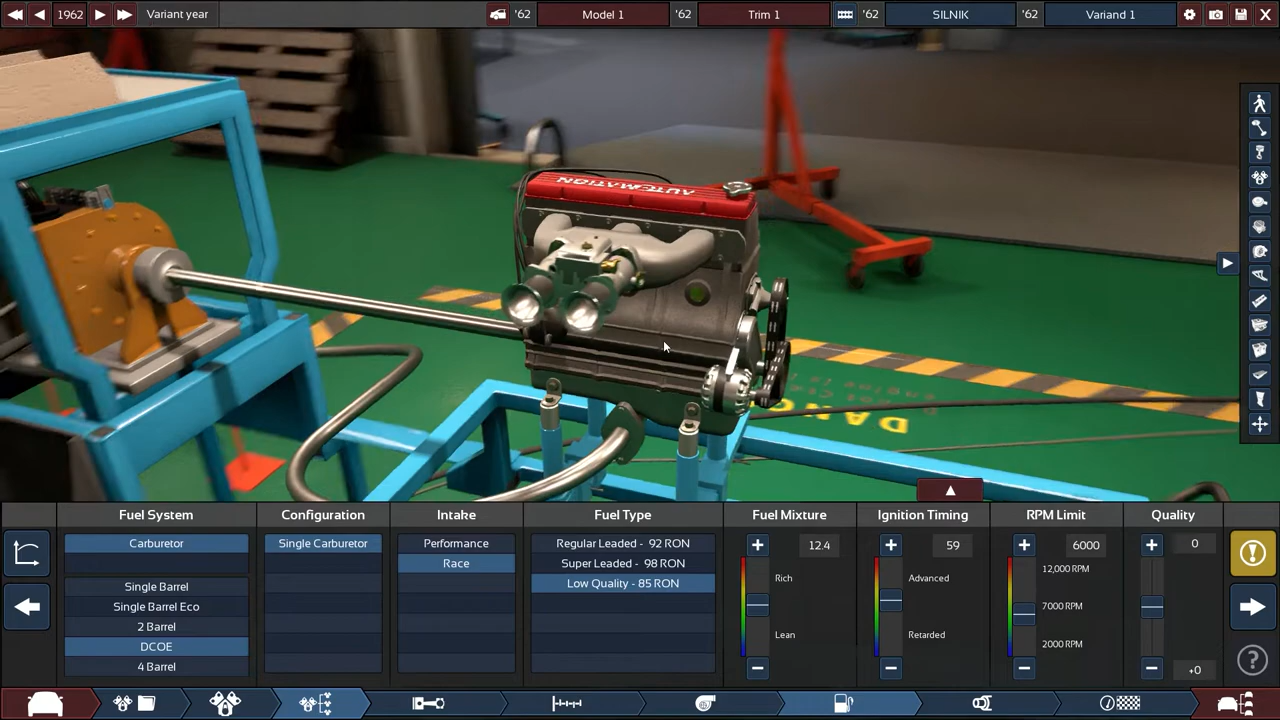 1962 Variant year '62 Model 1 '62 Trim 1 '62 SILNIK '62 Variand 1
AUTOMATION
Fuel System Configuration Intake Fuel Type Fuel Mixture Ignition Timing RPM Limit Quality
Carburetor Single Carburetor Performance Regular Leaded - 92 RON 12.4 59 6000 0
Race Super Leaded - 98 RON 12,000 RPM
Single Barrel Low Quality - 85 RON Rich Advanced
Single Barrel Eco 7000 RPM
2 Barrel Lean Retarded
DCOE 2000 RPM
4 Barrel +0